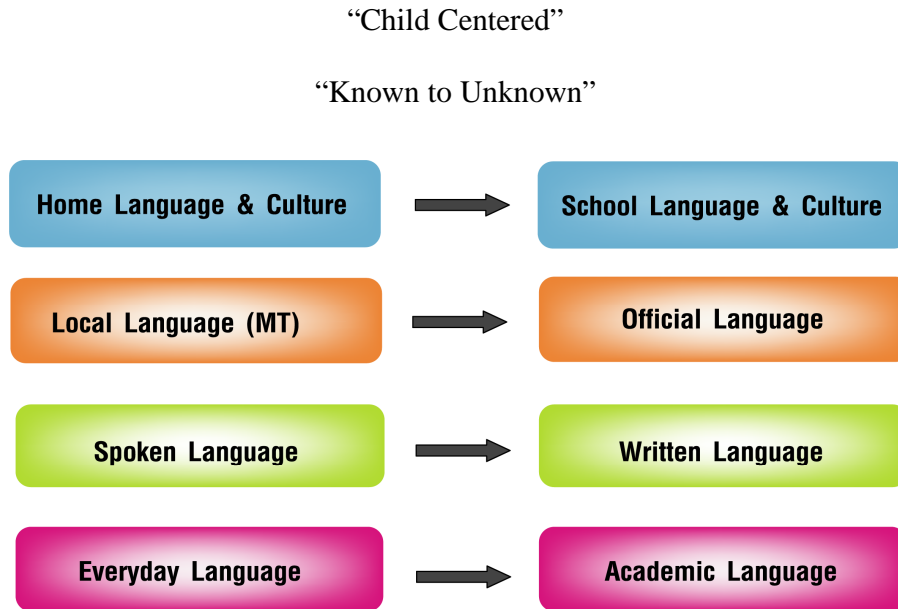 “Child Centered”
“Known to Unknown”
Home Language & Culture
School Language & Culture
Local Language (MT)
Official Language
Spoken Language
Written Language
Everyday Language
Academic Language